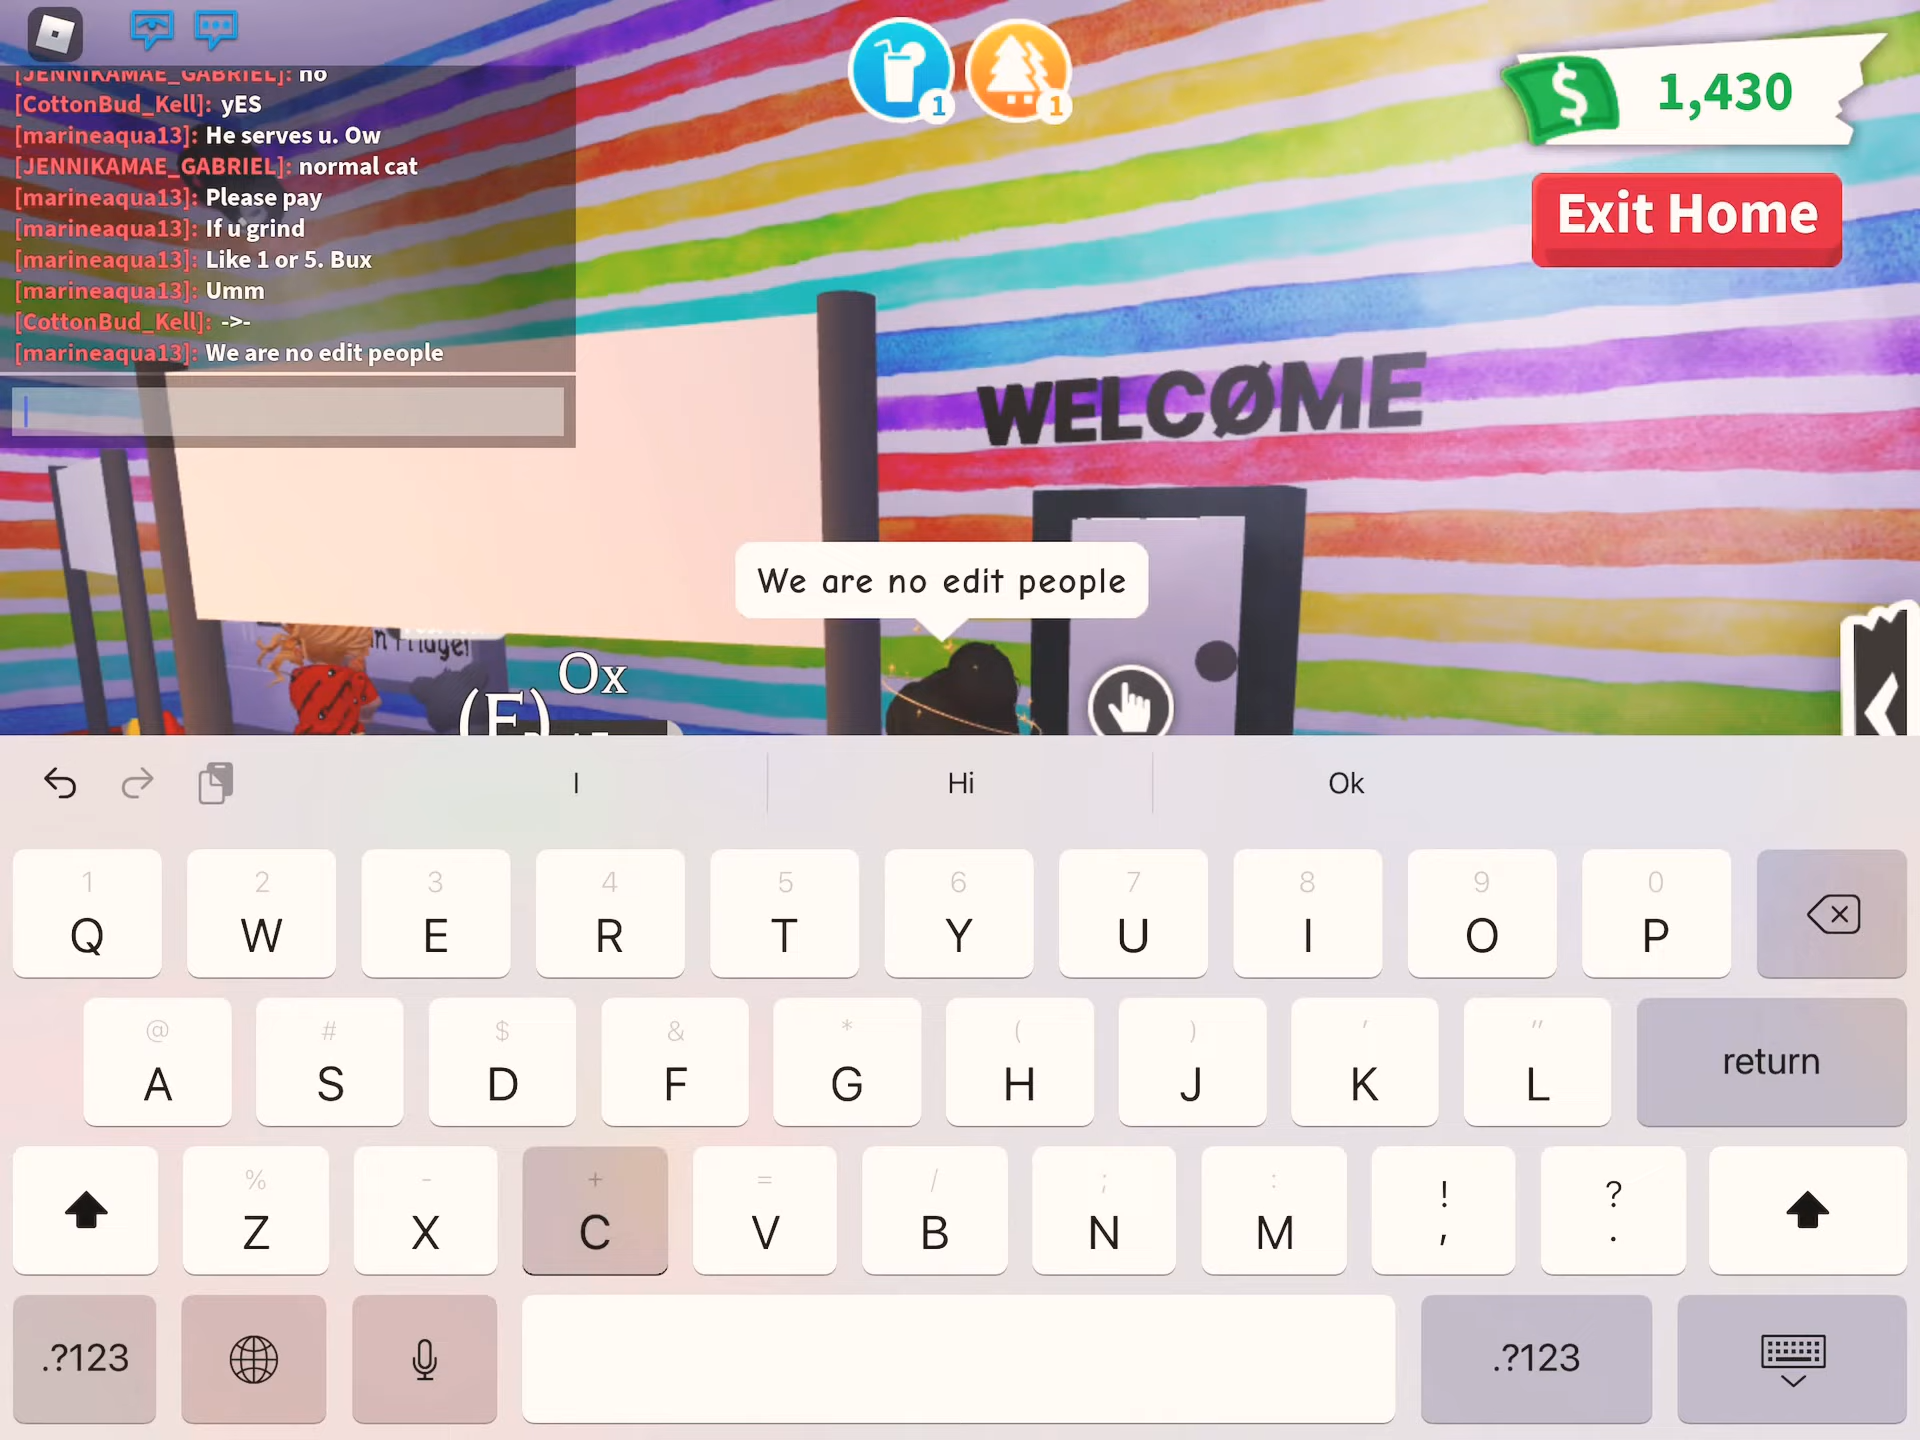 [JENNIKAMAE_GABRIEL]: no
[CottonBud_Kell]: yES
[marineaqua13]: He serves u. Ow
[JENNIKAMAE_GABRIEL]: normal cat
[marineaqua13]: Please pay
[marineaqua13]: If u grind
[marineaqua13]: Like 1 or 5. Bux
[marineaqua13]: Umm
[CottonBud_Kell]: ->-
[marineaqua13]: We are no edit people
1
1
1,430
Exit Home
WELCØME
We are no edit people
Ox
(F)
I
Hi
Ok
1 2 3 4 5 6 7 8 9 0
Q W E R T Y U I O P
@ # $ & * ( ) ' "
A S D F G H J K L return
% - + = / ; : ! ?
Z X C V B N M , .
.?123 .?123